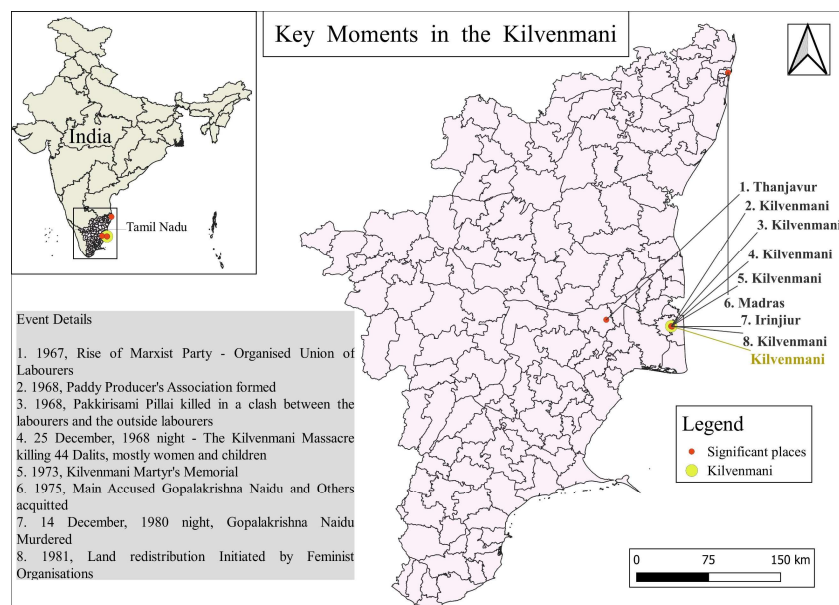 Key Moments in the Kilvenmani
India
Tamil Nadu
1. Thanjavur
2. Kilvenmani
3. Kilvenmani
4. Kilvenmani
5. Kilvenmani
6. Madras
7. Irinjiur
8. Kilvenmani
Kilvenmani
Event Details
1. 1967, Rise of Marxist Party - Organised Union of
Labourers
2. 1968, Paddy Producer's Association formed
3. 1968, Pakkirisami Pillai killed in a clash between the
labourers and the outside labourers
4. 25 December, 1968 night - The Kilvenmani Massacre
killing 44 Dalits, mostly women and children
5. 1973, Kilvenmani Martyr's Memorial
6. 1975, Main Accused Gopalakrishna Naidu and Others
acquitted
7. 14 December, 1980 night, Gopalakrishna Naidu
Murdered
8. 1981, Land redistribution Initiated by Feminist
Organisations
Legend
Significant places
Kilvenmani
0 75 150 km